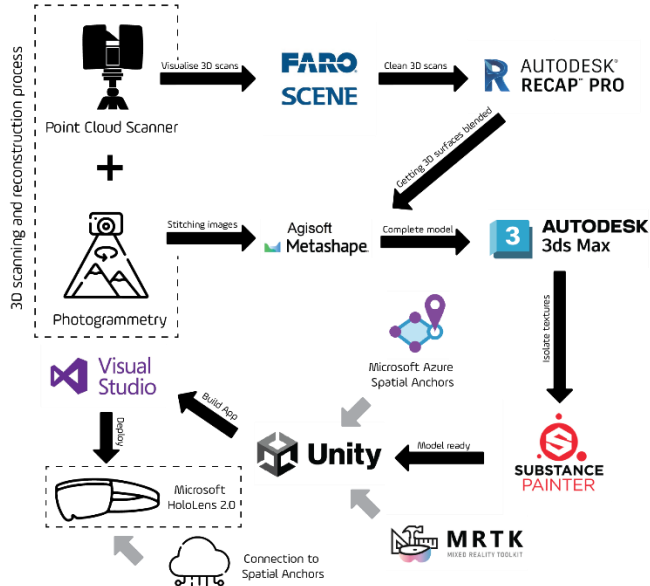 3D scanning and reconstruction process
Point Cloud Scanner
+
Photogrammetry
Visualise 3D scans
FARO®
SCENE
Clean 3D scans
AUTODESK®
RECAP™ PRO
Getting 3D surfaces blended
Stitching images
Agisoft
Metashape
Complete model
3
AUTODESK
3ds Max
Isolate textures
Microsoft Azure
Spatial Anchors
Visual
Studio
Build App
Unity
Model ready
SUBSTANCE
PAINTER
Deploy
Microsoft
HoloLens 2.0
MRTK
MIXED REALITY TOOLKIT
Connection to
Spatial Anchors